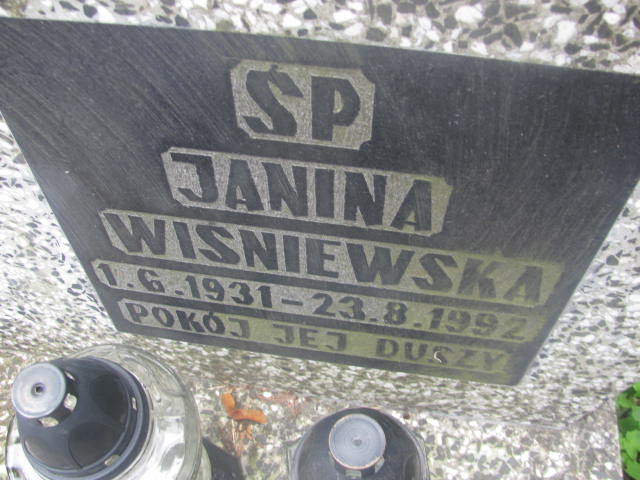 ŚP
JANINA
WIŚNIEWSKA
1.6.1931-23.8.1992
POKÓJ JEJ DUSZY